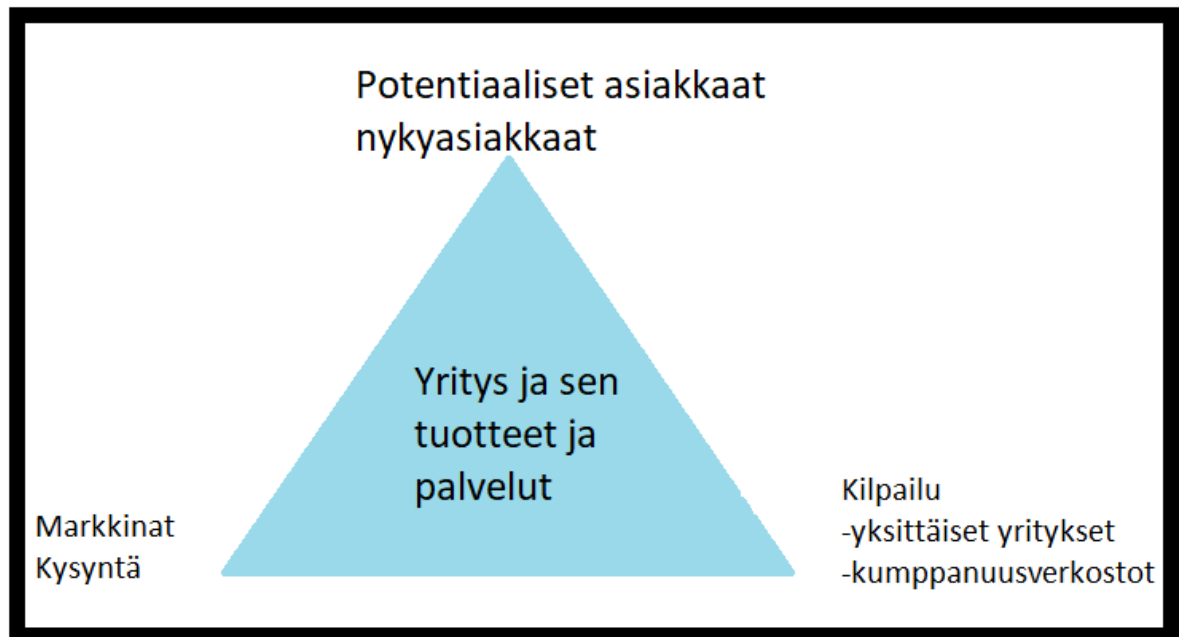 Potentiaaliset asiakkaat
nykyasiakkaat
Yritys ja sen
tuotteet ja
palvelut
Markkinat
Kysyntä
Kilpailu
-yksittäiset yritykset
-kumppanuusverkostot